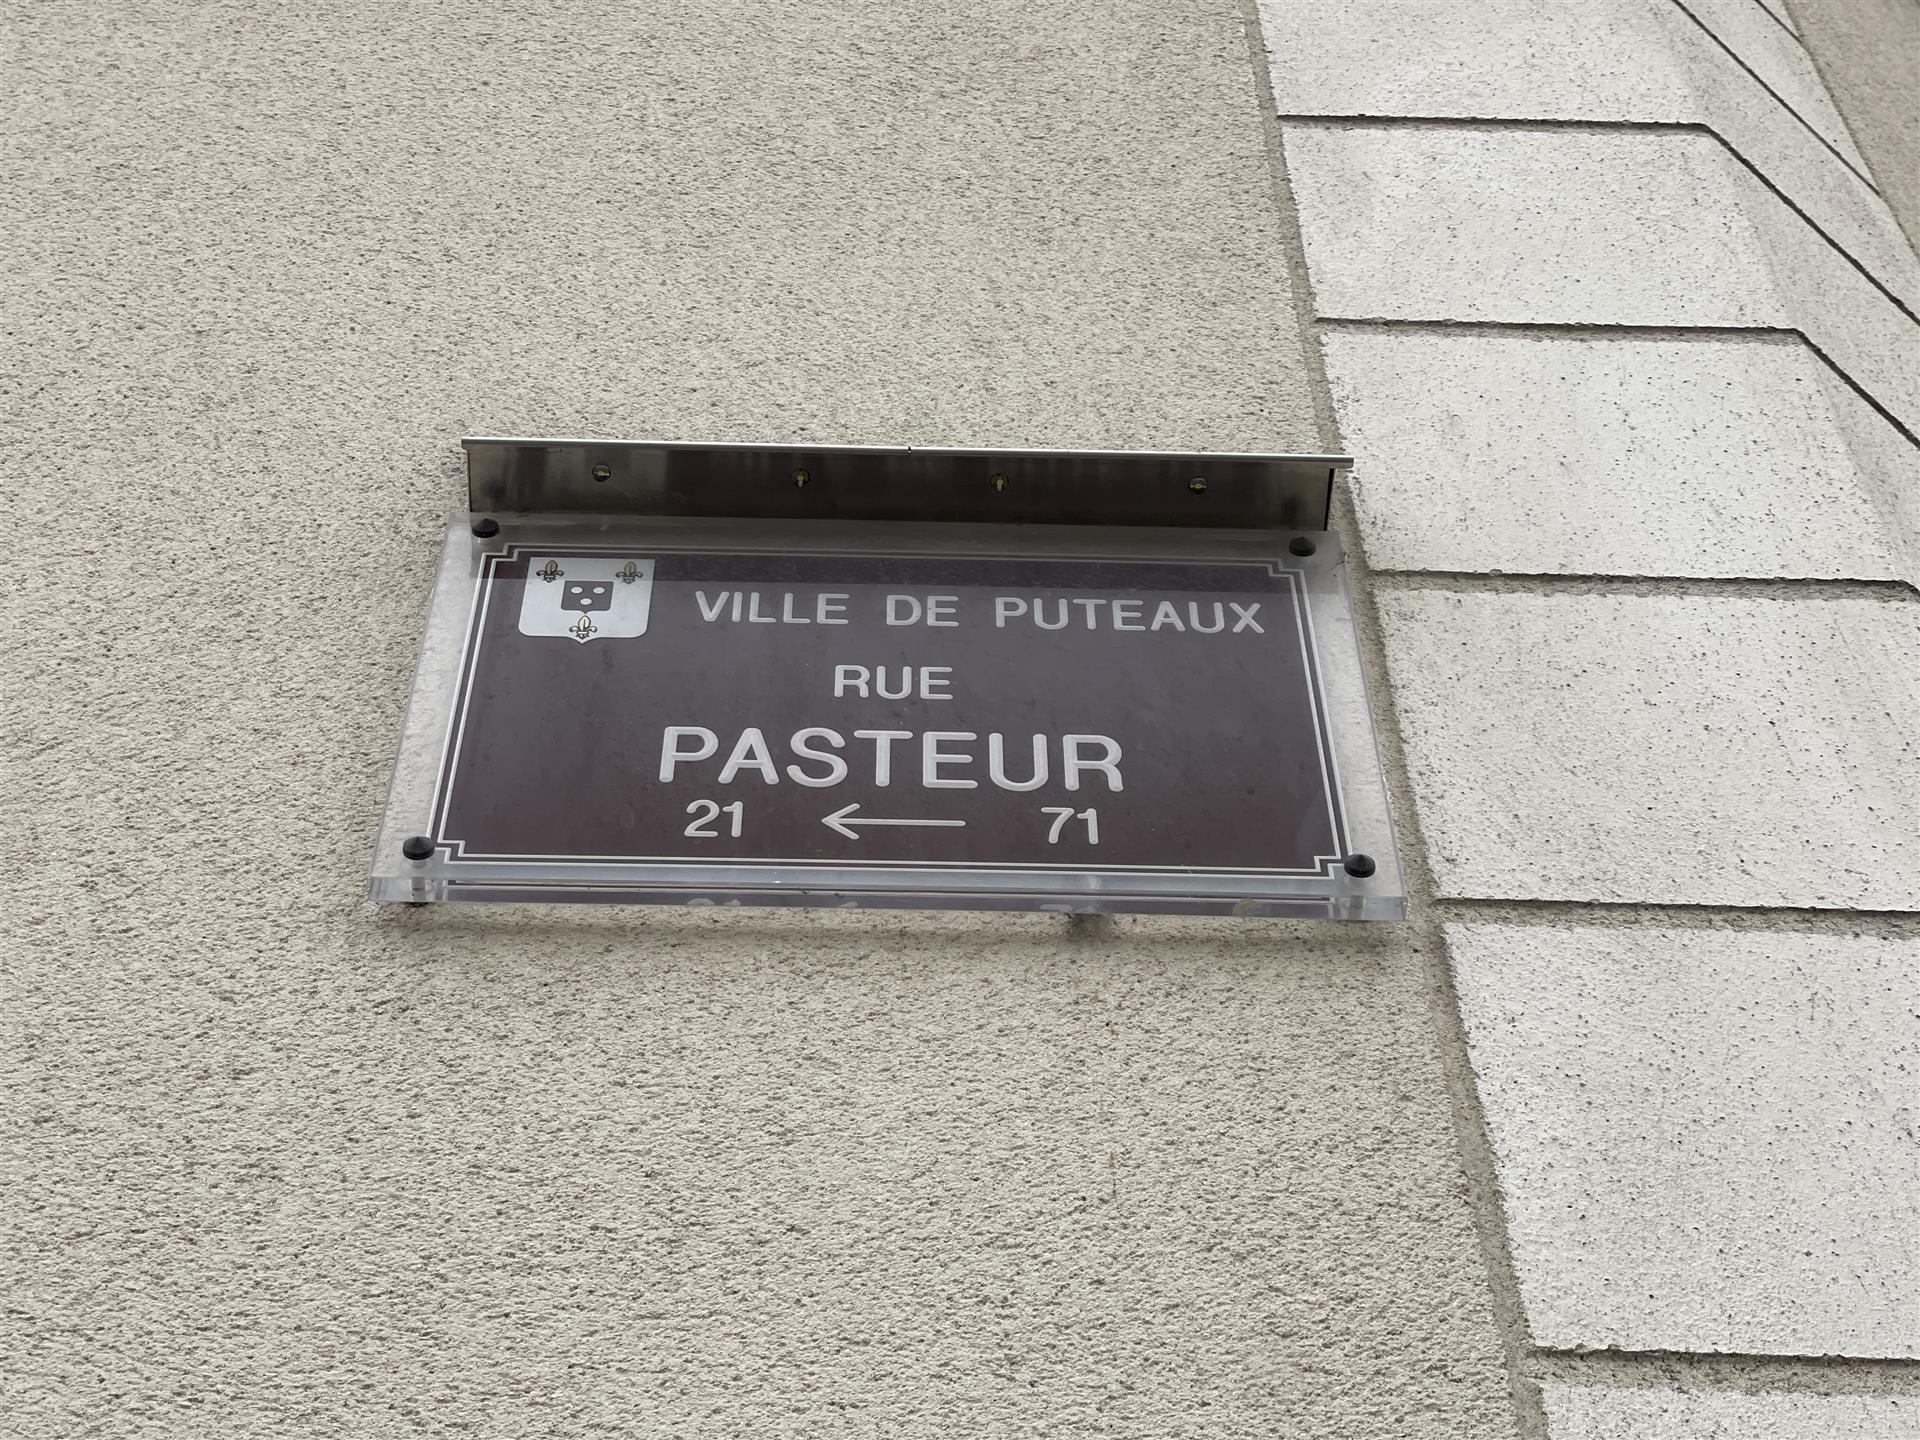 VILLE DE PUTEAUX
RUE
PASTEUR
21 ← 71